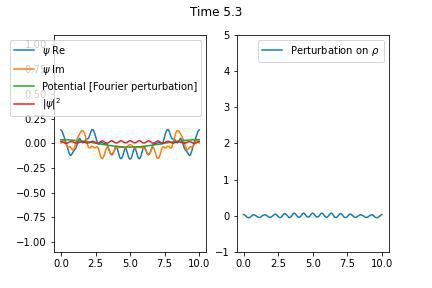 Time 5.3
ψ Re
ψ Im
Potential [Fourier perturbation]
|ψ|²
1.00
0.75
0.50
0.25
0.00
−0.25
−0.50
−0.75
−1.00
0.0 2.5 5.0 7.5 10.0
Perturbation on ρ
5
4
3
2
1
0
−1
0.0 2.5 5.0 7.5 10.0